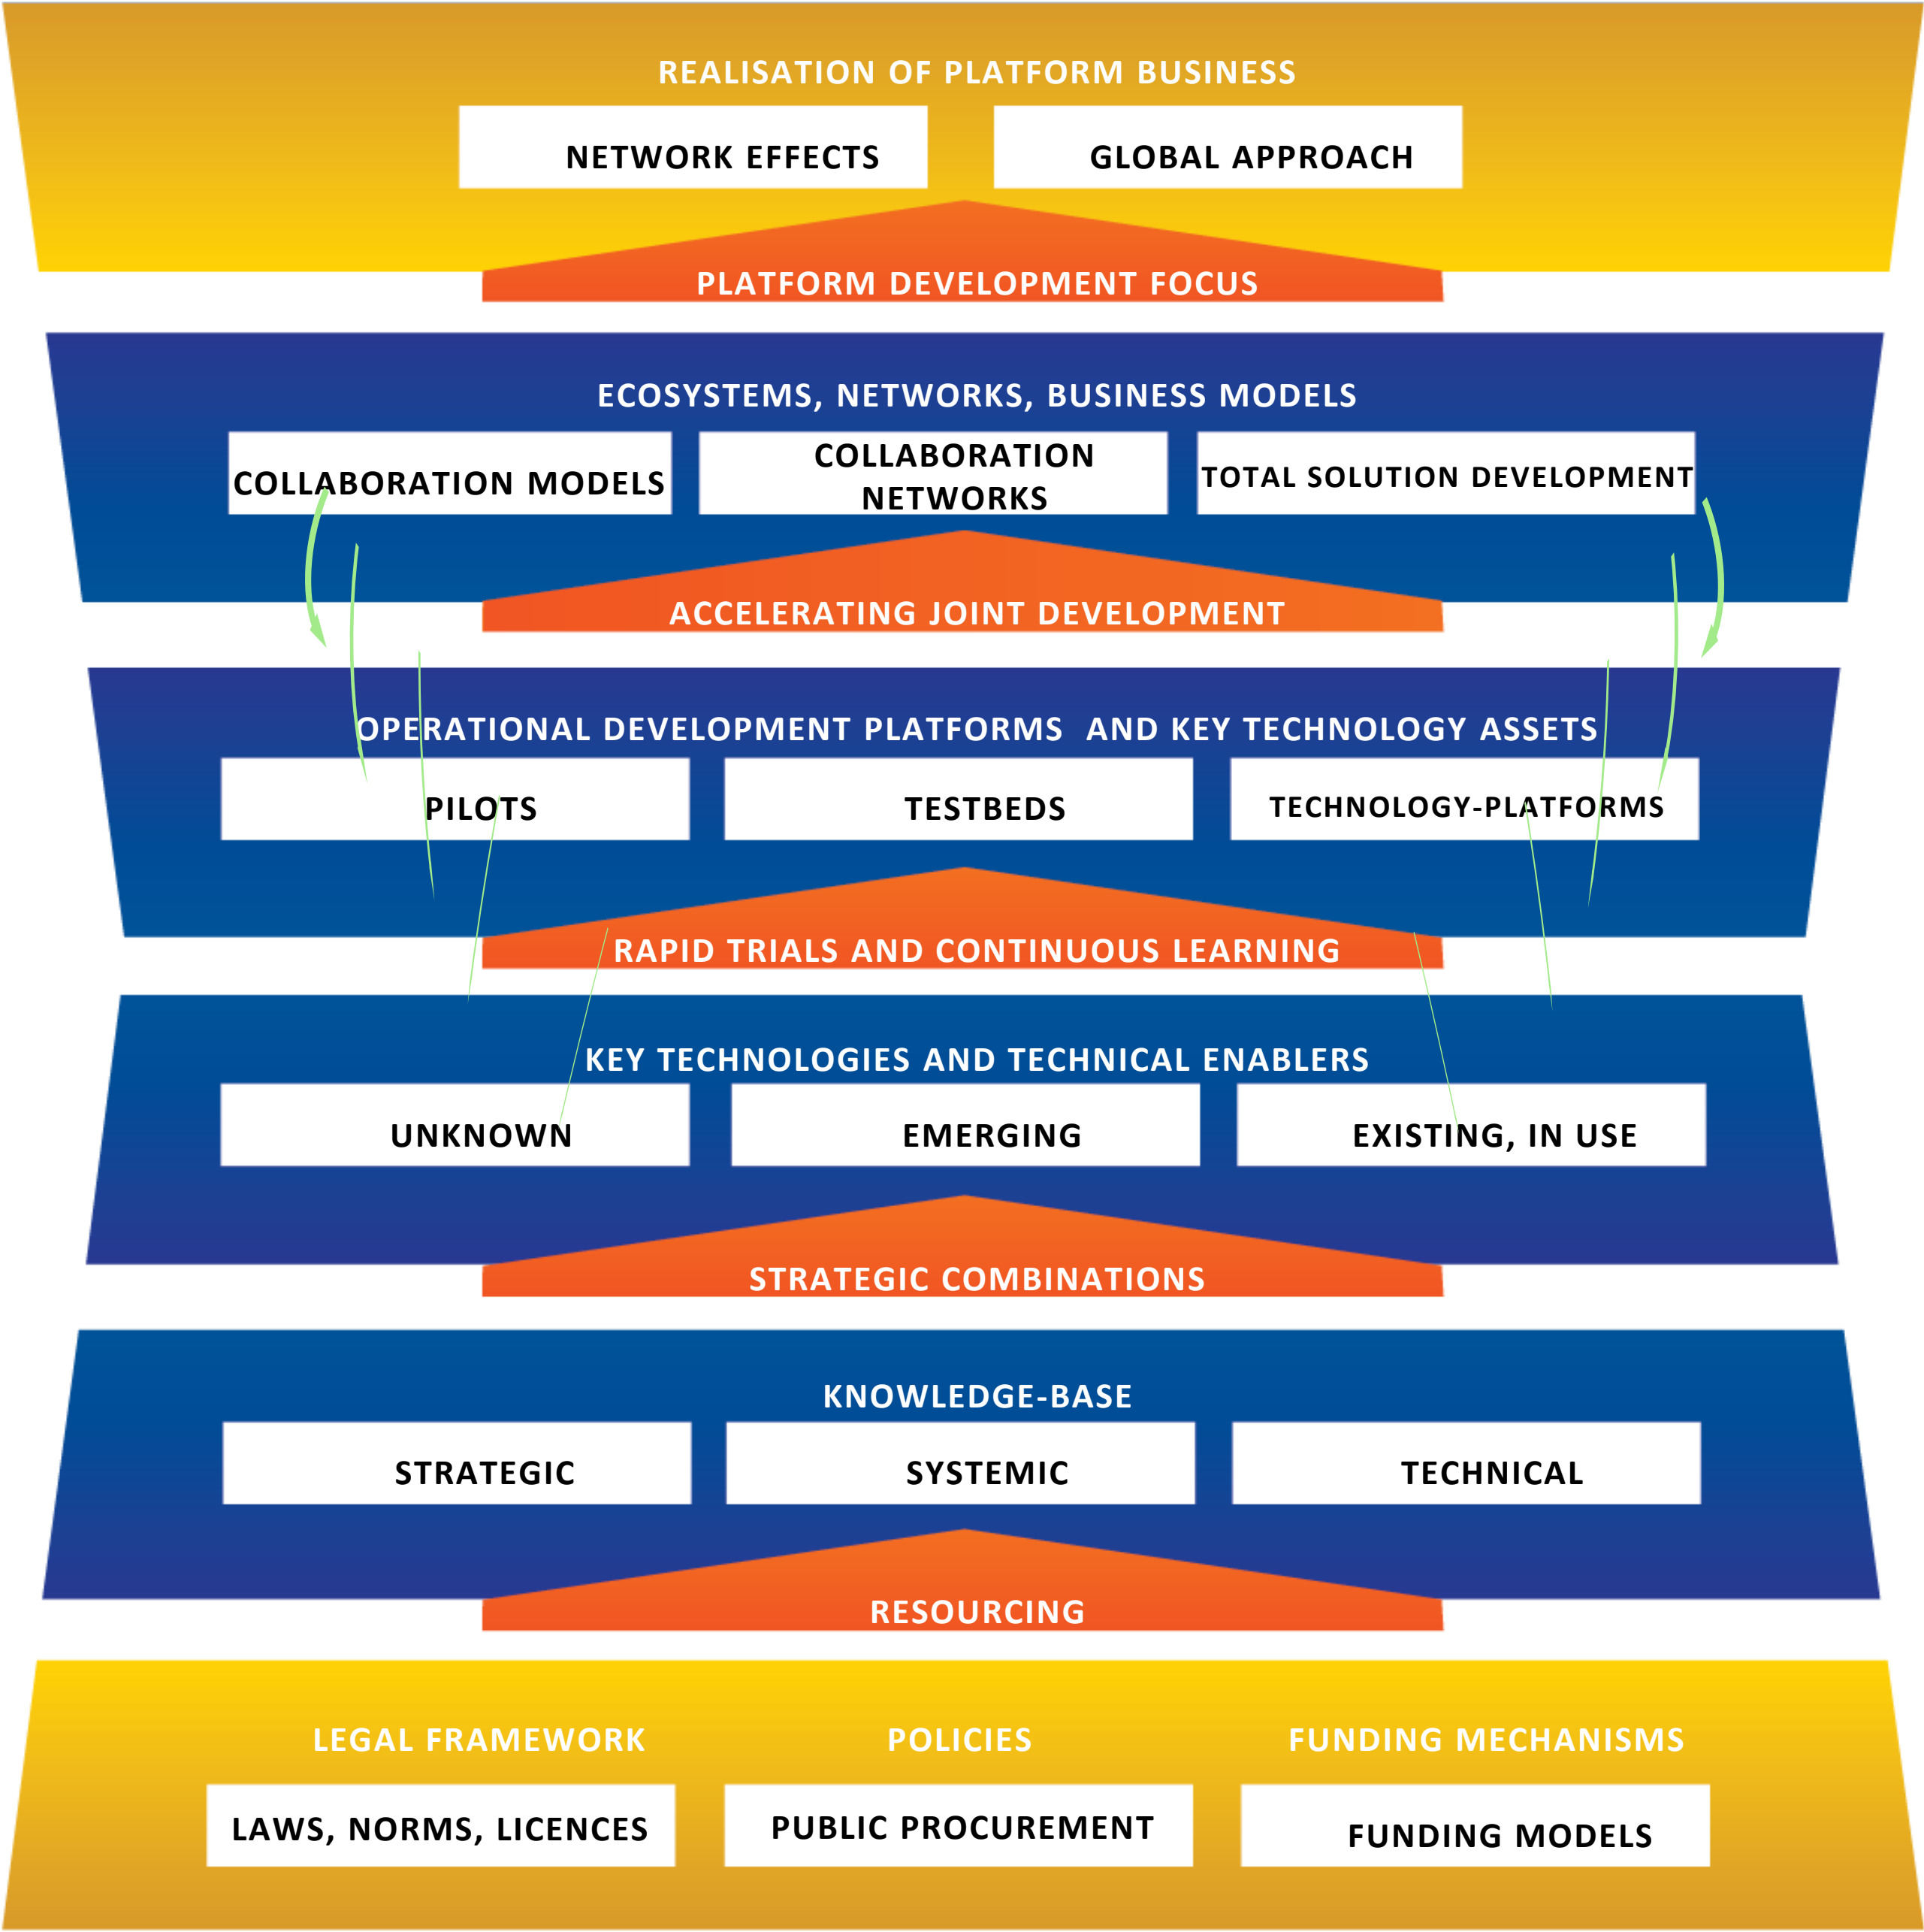 REALISATION OF PLATFORM BUSINESS
NETWORK EFFECTS
GLOBAL APPROACH
PLATFORM DEVELOPMENT FOCUS
ECOSYSTEMS, NETWORKS, BUSINESS MODELS
COLLABORATION MODELS
COLLABORATION
NETWORKS
TOTAL SOLUTION DEVELOPMENT
ACCELERATING JOINT DEVELOPMENT
OPERATIONAL DEVELOPMENT PLATFORMS AND KEY TECHNOLOGY ASSETS
PILOTS
TESTBEDS
TECHNOLOGY-PLATFORMS
RAPID TRIALS AND CONTINUOUS LEARNING
KEY TECHNOLOGIES AND TECHNICAL ENABLERS
UNKNOWN
EMERGING
EXISTING, IN USE
STRATEGIC COMBINATIONS
KNOWLEDGE-BASE
STRATEGIC
SYSTEMIC
TECHNICAL
RESOURCING
LEGAL FRAMEWORK
POLICIES
FUNDING MECHANISMS
LAWS, NORMS, LICENCES
PUBLIC PROCUREMENT
FUNDING MODELS